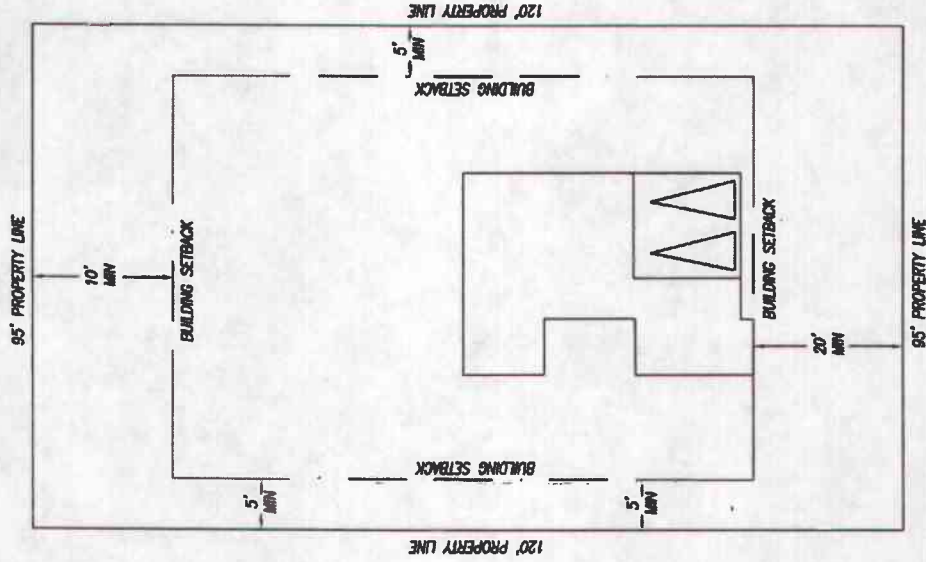 120' PROPERTY LINE
95' PROPERTY LINE
10'
MIN
5'
MIN
BUILDING SETBACK
BUILDING SETBACK
BUILDING SETBACK
BUILDING SETBACK
20'
MIN
5'
MIN
5'
MIN
95' PROPERTY LINE
120' PROPERTY LINE